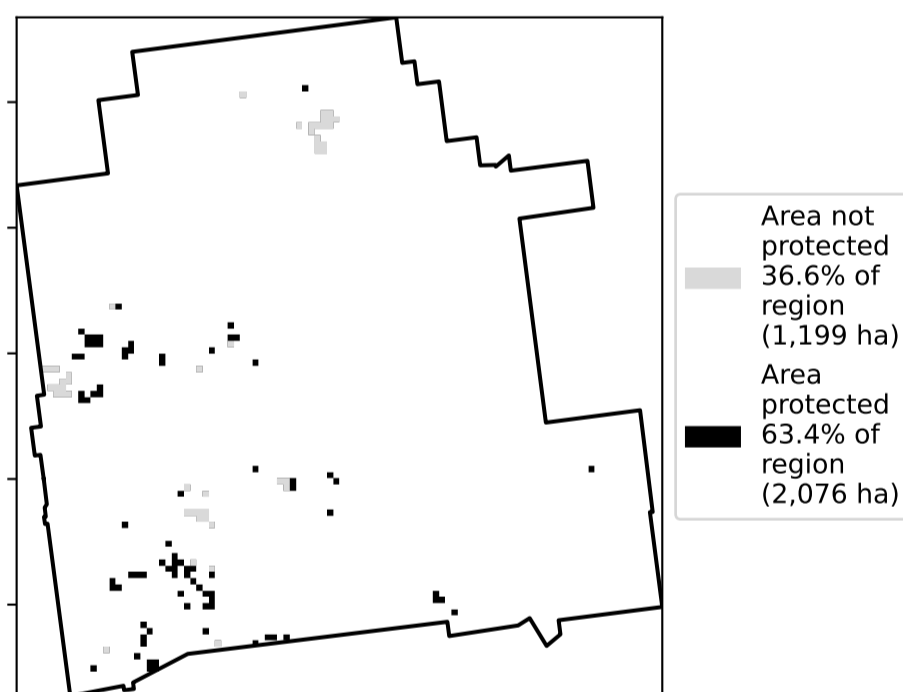 Area not
protected
36.6% of
region
(1,199 ha)
Area
protected
63.4% of
region
(2,076 ha)